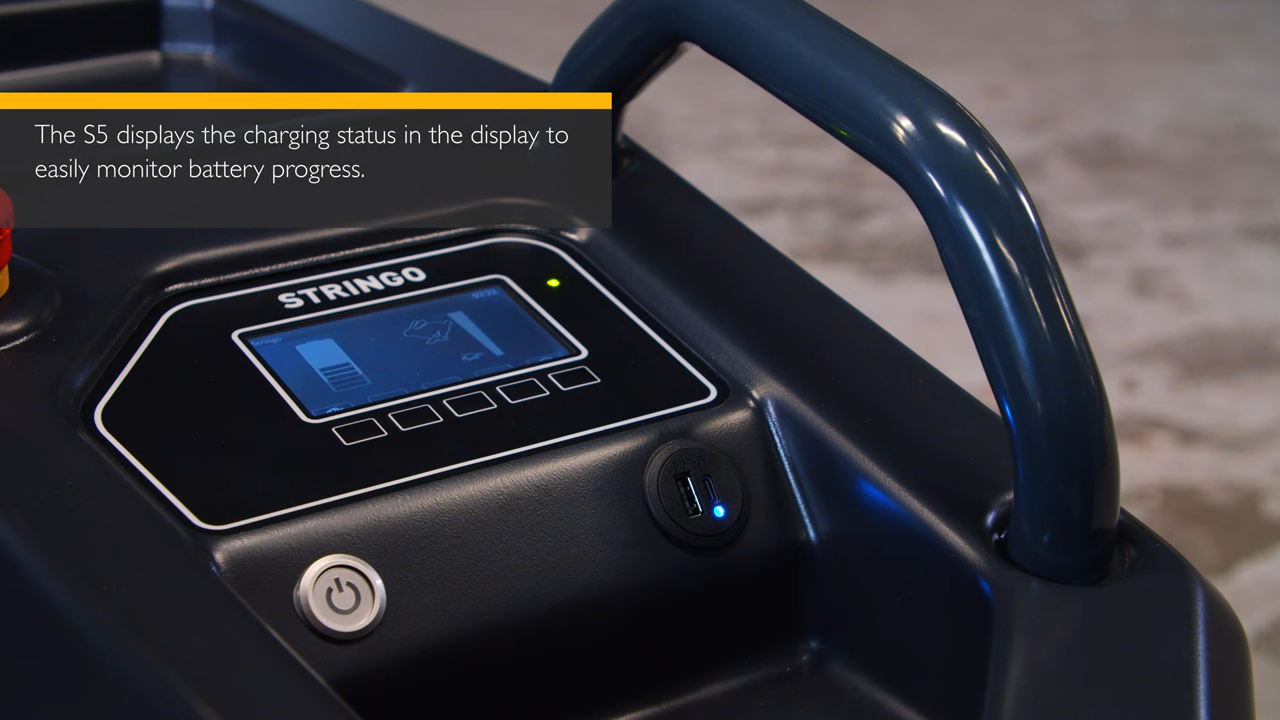 The S5 displays the charging status in the display to
easily monitor battery progress.
STRINGO